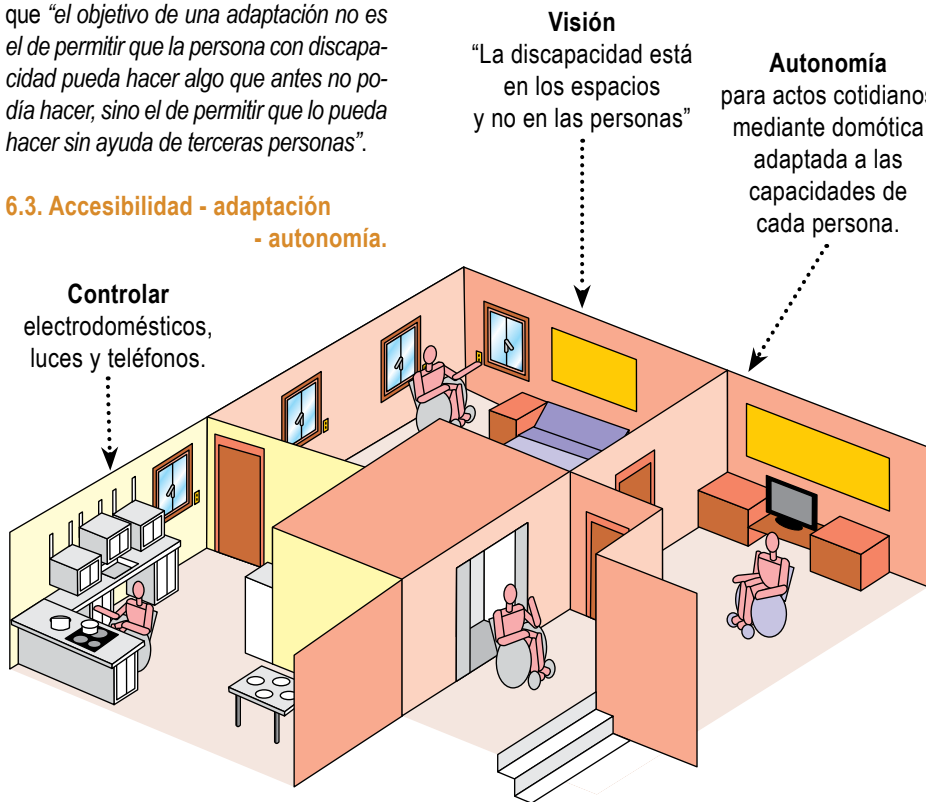 que “el objetivo de una adaptación no es
el de permitir que la persona con discapa-
cidad pueda hacer algo que antes no po-
día hacer, sino el de permitir que lo pueda
hacer sin ayuda de terceras personas”.
6.3. Accesibilidad - adaptación
- autonomía.
Controlar
electrodomésticos,
luces y teléfonos.
Visión
“La discapacidad está
en los espacios
y no en las personas”
Autonomía
para actos cotidianos
mediante domótica
adaptada a las
capacidades de
cada persona.